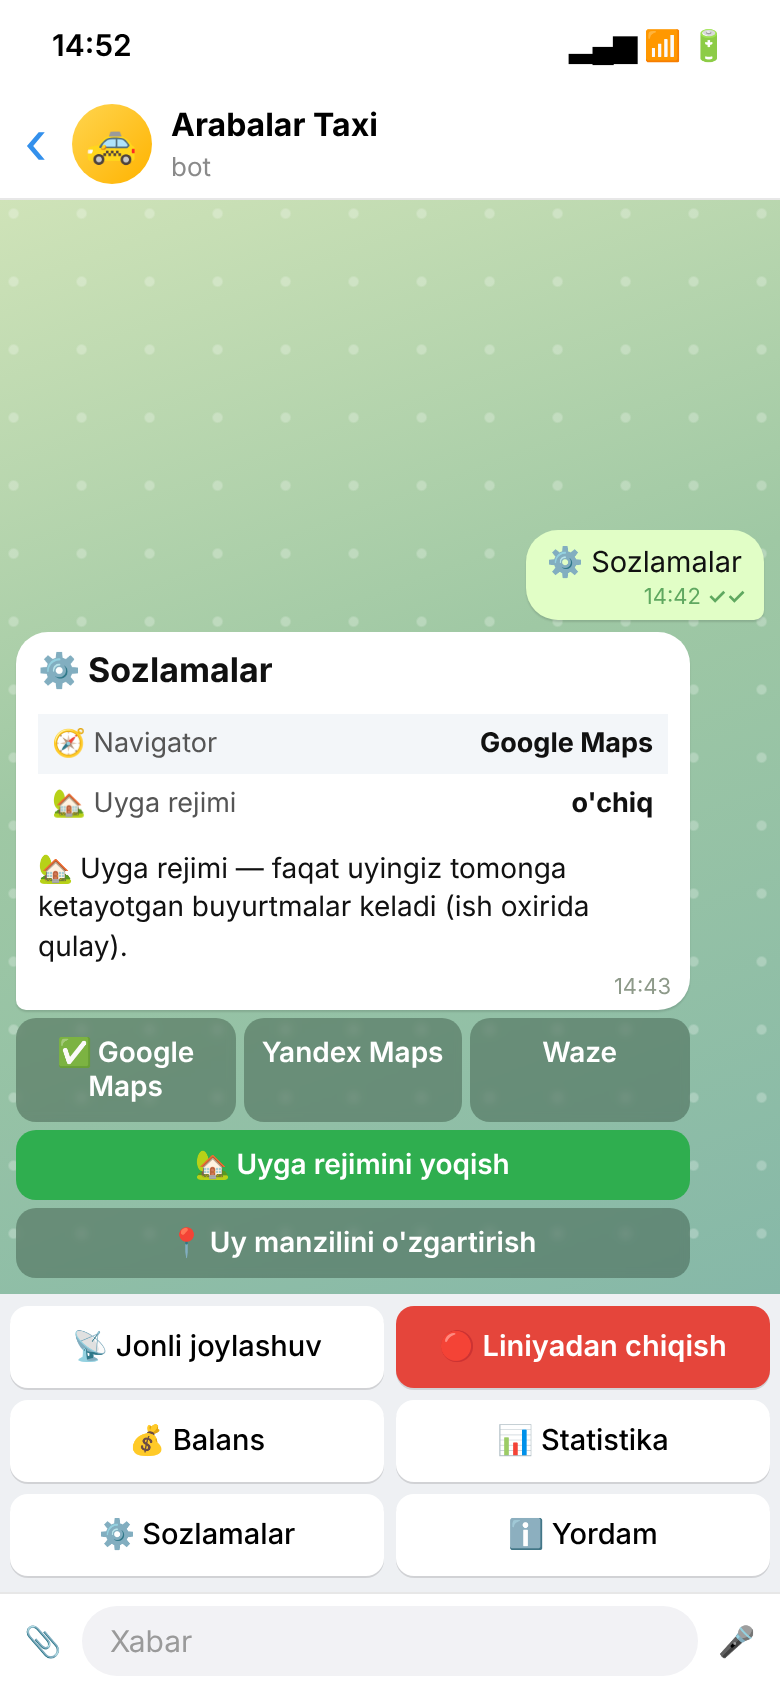 14:52
Arabalar Taxi
bot
⚙️ Sozlamalar
14:42
⚙️ Sozlamalar
🧭 Navigator Google Maps
🏡 Uyga rejimi o'chiq
🏡 Uyga rejimi — faqat uyingiz tomonga
ketayotgan buyurtmalar keladi (ish oxirida
qulay).
14:43
✅ Google
Maps
Yandex Maps
Waze
🏡 Uyga rejimini yoqish
📍 Uy manzilini o'zgartirish
📡 Jonli joylashuv
🔴 Liniyadan chiqish
💰 Balans
📊 Statistika
⚙️ Sozlamalar
ℹ️ Yordam
Xabar